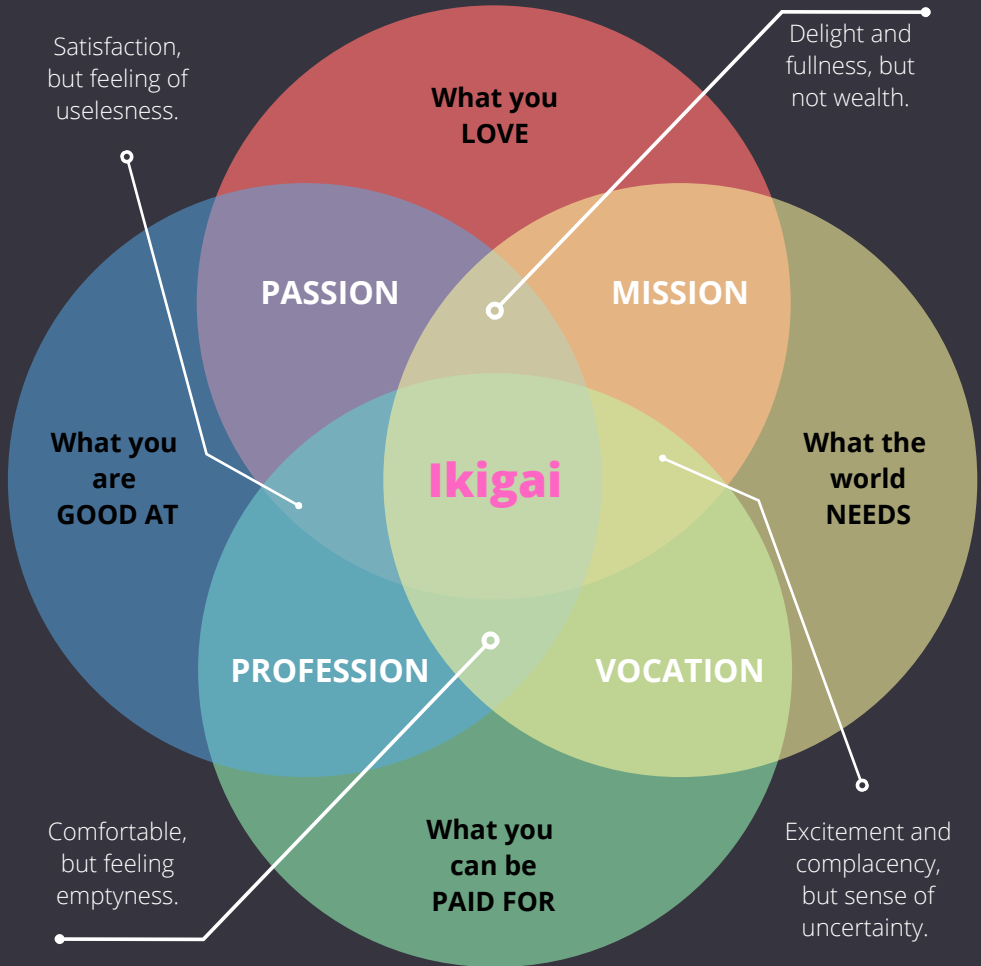 Satisfaction,
but feeling of
uselesness.
Delight and
fullness, but
not wealth.
What you
LOVE
PASSION
MISSION
What you
are
GOOD AT
Ikigai
What the
world
NEEDS
PROFESSION
VOCATION
Comfortable,
but feeling
emptyness.
What you
can be
PAID FOR
Excitement and
complacency,
but sense of
uncertainty.